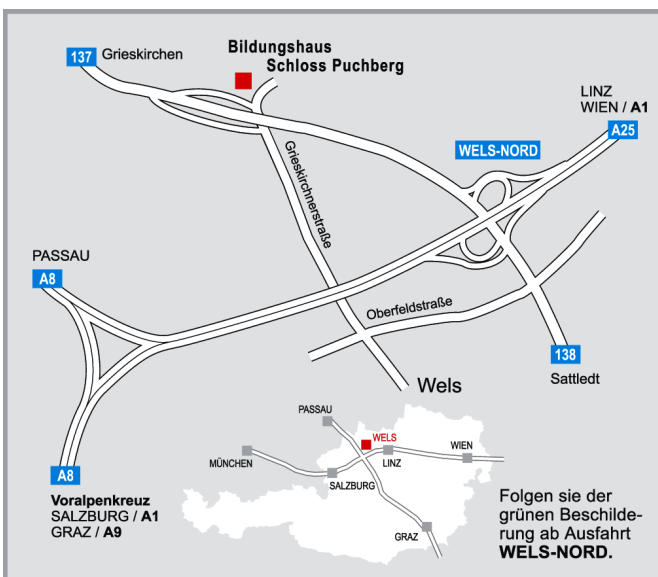 137 Grieskirchen
Bildungshaus
Schloss Puchberg
LINZ
WIEN / A1
A25
WELS-NORD
Grieskirchnerstraße
PASSAU
A8
Oberfeldstraße
138
Sattledt
Wels
A8
Voralpenkreuz
SALZBURG / A1
GRAZ / A9
PASSAU
WELS
MÜNCHEN
LINZ
WIEN
SALZBURG
GRAZ
Folgen sie der
grünen Beschilde-
rung ab Ausfahrt
WELS-NORD.